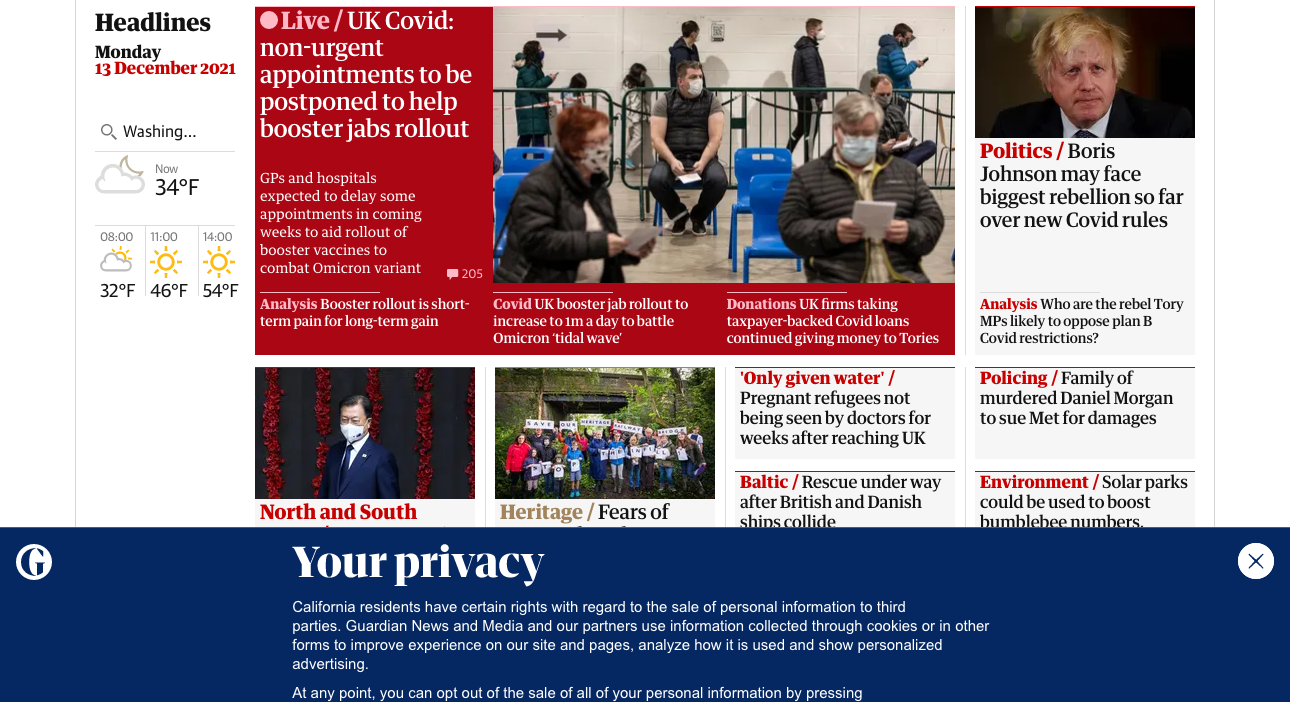 Headlines
Monday
13 December 2021
Washing...
Now
34°F
08:00
11:00
14:00
32°F
46°F
54°F
Live / UK Covid:
non-urgent
appointments to be
postponed to help
booster jabs rollout
GPs and hospitals
expected to delay some
appointments in coming
weeks to aid rollout of
booster vaccines to
combat Omicron variant
205
Analysis Booster rollout is short-
term pain for long-term gain
Covid UK booster jab rollout to
increase to 1m a day to battle
Omicron ‘tidal wave’
Donations UK firms taking
taxpayer-backed Covid loans
continued giving money to Tories
Politics / Boris
Johnson may face
biggest rebellion so far
over new Covid rules
Analysis Who are the rebel Tory
MPs likely to oppose plan B
Covid restrictions?
North and South
SAVE OUR HERITAGE RAILWAY BRIDGE
STOP THE INFILL
Heritage / Fears of
'Only given water' /
Pregnant refugees not
being seen by doctors for
weeks after reaching UK
Baltic / Rescue under way
after British and Danish
ships collide
Policing / Family of
murdered Daniel Morgan
to sue Met for damages
Environment / Solar parks
could be used to boost
bumblebee numbers,
G
Your privacy
California residents have certain rights with regard to the sale of personal information to third
parties. Guardian News and Media and our partners use information collected through cookies or in other
forms to improve experience on our site and pages, analyze how it is used and show personalized
advertising.
At any point, you can opt out of the sale of all of your personal information by pressing